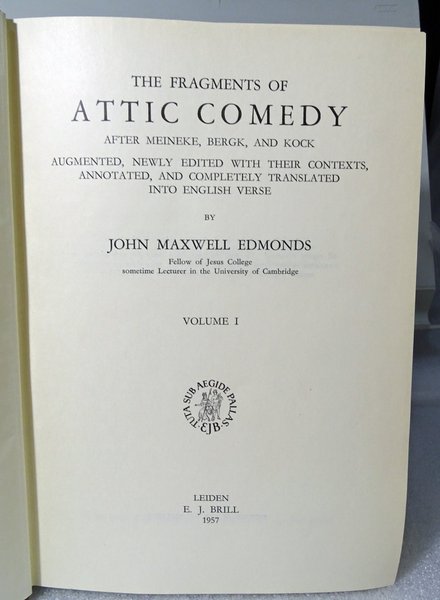 THE FRAGMENTS OF
ATTIC COMEDY
AFTER MEINEKE, BERGK, AND KOCK
AUGMENTED, NEWLY EDITED WITH THEIR CONTEXTS,
ANNOTATED, AND COMPLETELY TRANSLATED
INTO ENGLISH VERSE
BY
JOHN MAXWELL EDMONDS
Fellow of Jesus College
sometime Lecturer in the University of Cambridge
VOLUME I
TUTA SUB AEGIDE PALLAS
EJB
LEIDEN
E. J. BRILL
1957